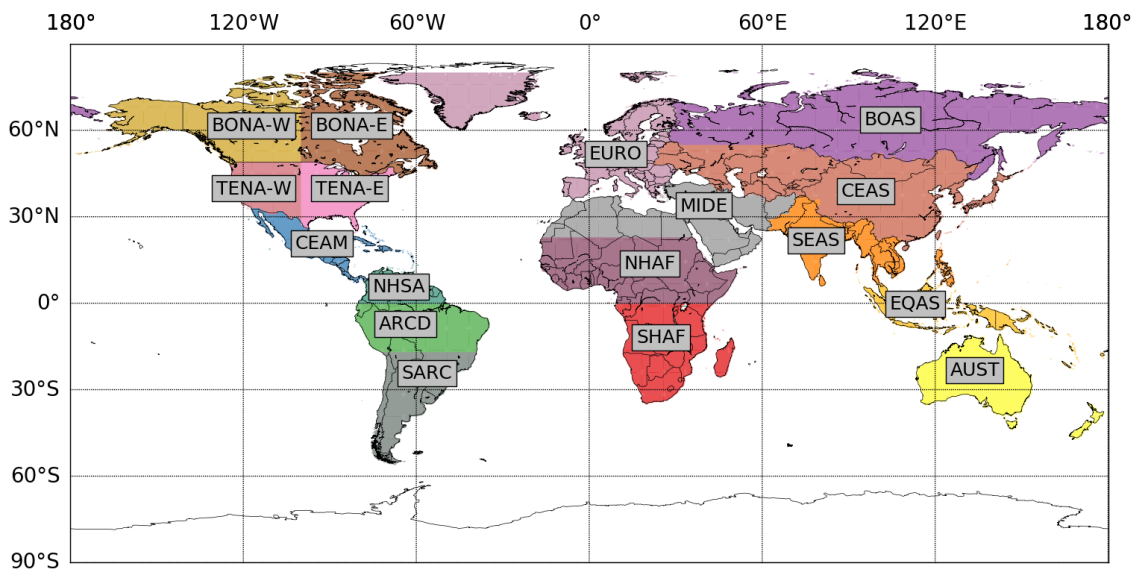 180° 120°W 60°W 0° 60°E 120°E 180°
60°N
30°N
0°
30°S
60°S
90°S
BONA-W BONA-E
BOAS
EURO
TENA-W TENA-E
CEAS
MIDE
CEAM
SEAS
NHAF
NHSA
EQAS
ARCD
SHAF
SARC
AUST